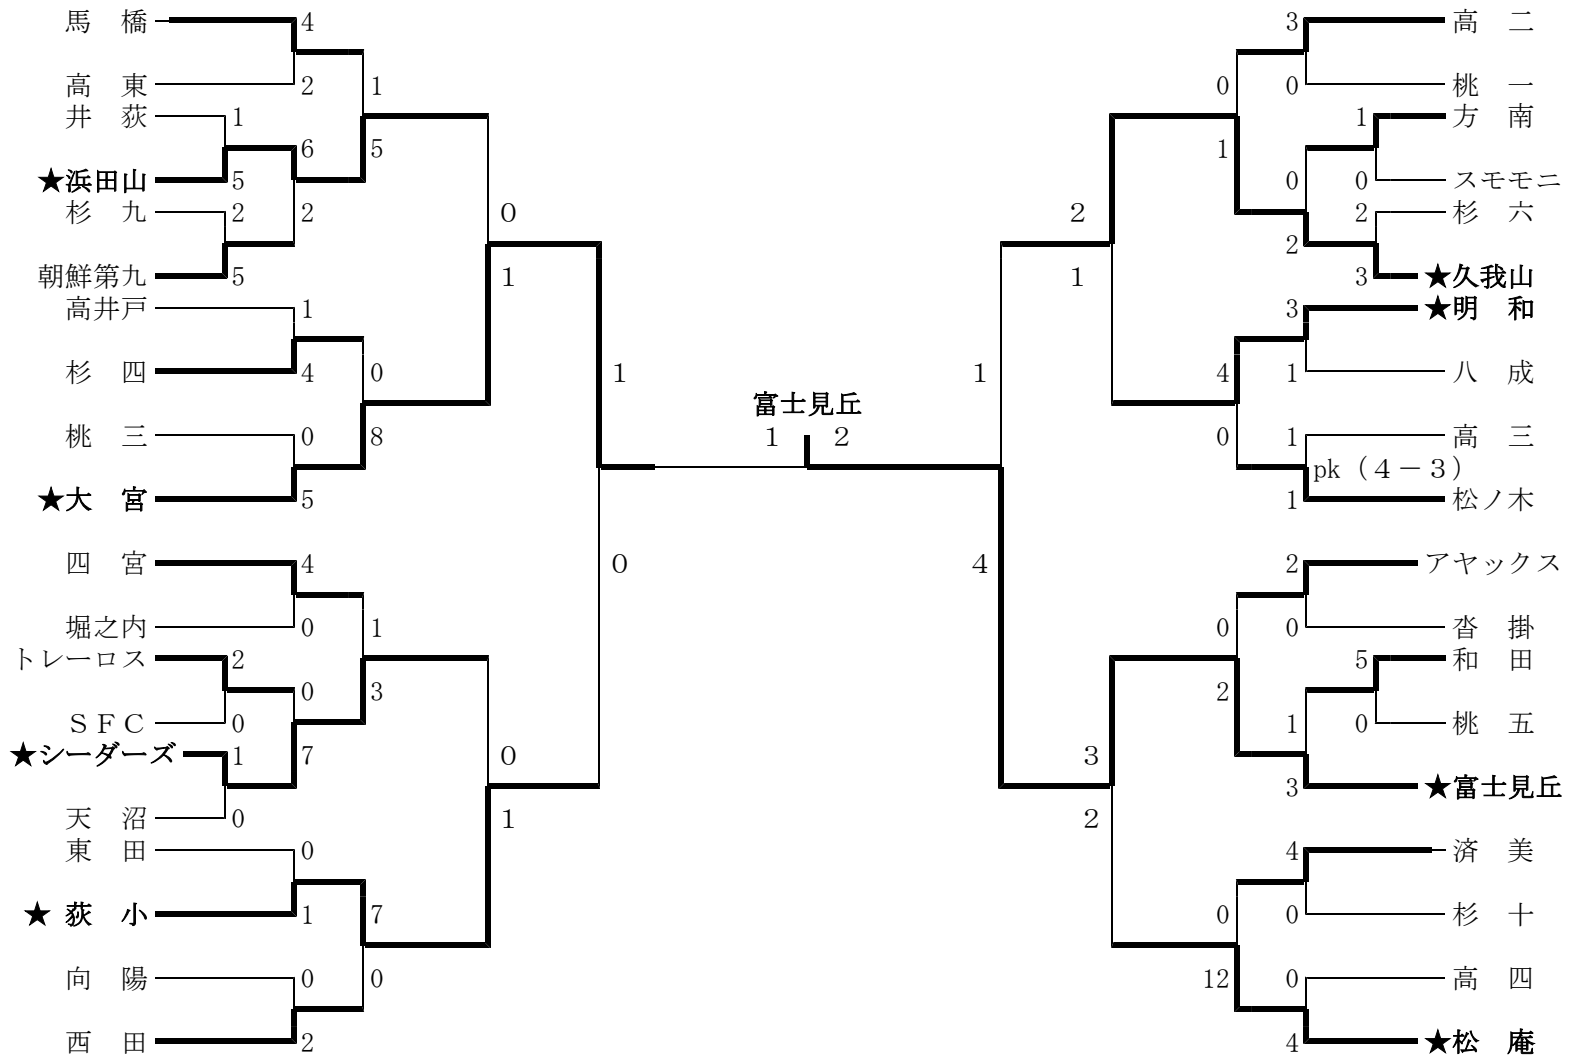 馬　橋 4 3 高　二
高　東 2 1 0 0 桃　一
井　荻 1 1 方　南
6 5 1
★浜田山 5 0 0 スモモニ
杉　九 2 2 0 2 2 杉　六
2
朝鮮第九 5 1 1 3 ★久我山
高井戸 1 3 ★明　和
杉　四 4 0 1 1 4 1 八　成
富士見丘
桃　三 0 8 1 2 0 1 高　三
pk（４－３）
★大　宮 5 1 松ノ木
四　宮 4 0 4 2 アヤックス
堀之内 0 1 0 0 沓　掛
トレーロス 2 5 和　田
0 3 2
ＳＦＣ 0 1 0 桃　五
★シーダーズ 1 7 0 3
3 ★富士見丘
天　沼 0 1 2
東　田 0 4 済　美
★ 荻　小 1 7 0 0 杉　十
向　陽 0 0 12 0 高　四
西　田 2 4 ★松　庵